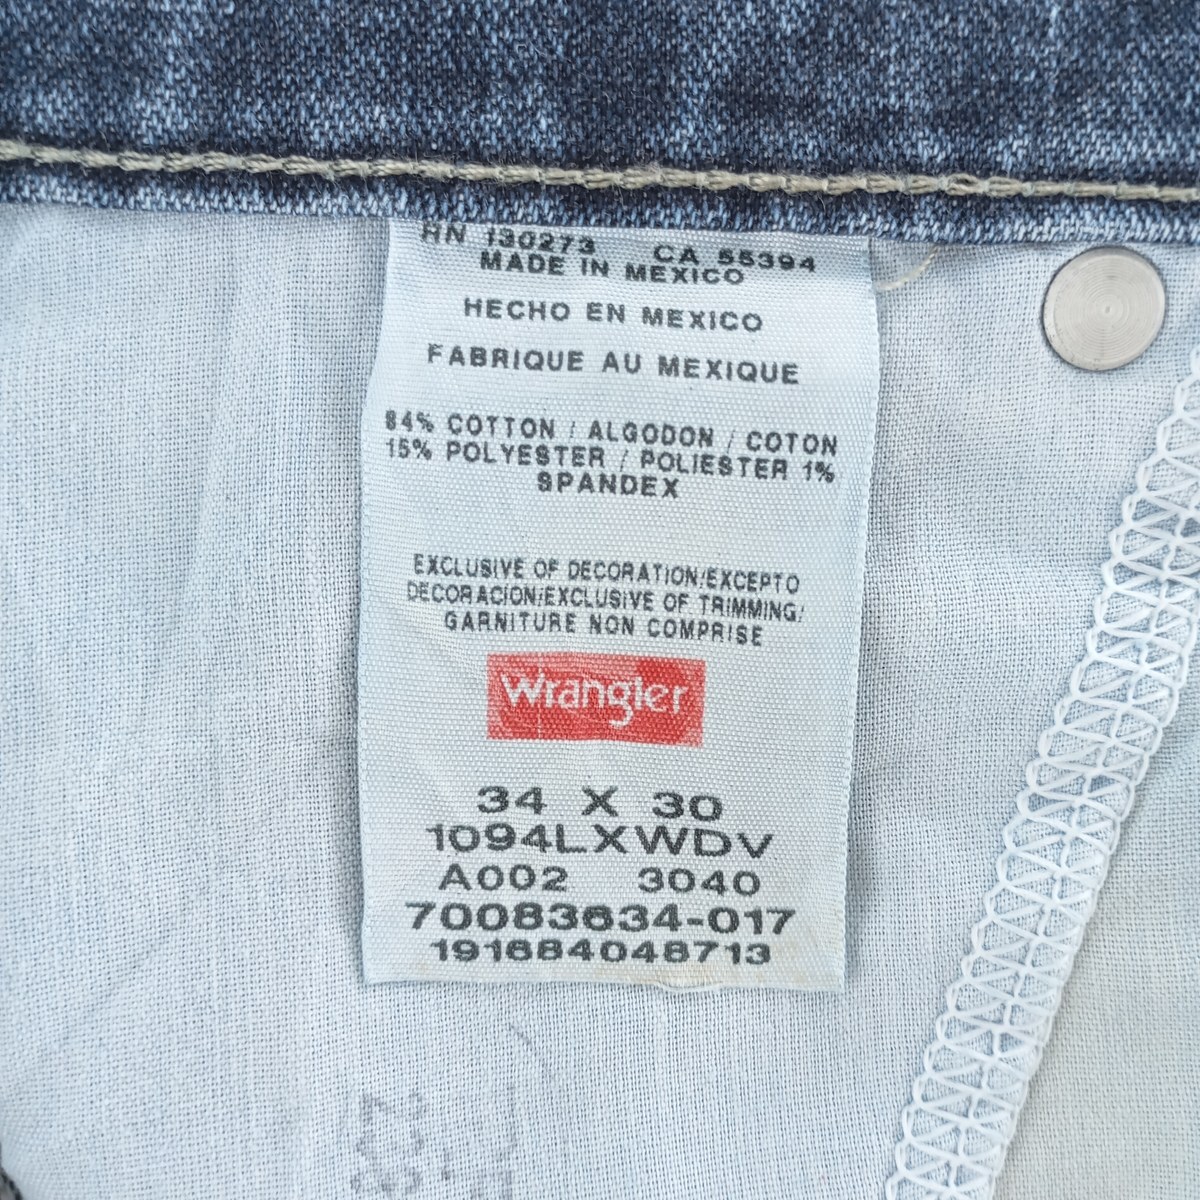 RN 130273 CA 55394
MADE IN MEXICO
HECHO EN MEXICO
FABRIQUE AU MEXIQUE
84% COTTON / ALGODON / COTON
15% POLYESTER / POLIESTER 1%
SPANDEX
EXCLUSIVE OF DECORATION/EXCEPTO
DECORACION/EXCLUSIVE OF TRIMMING/
GARNITURE NON COMPRISE
Wrangler
34 X 30
1094LXWDV
A002 3040
70083634-017
191684048713